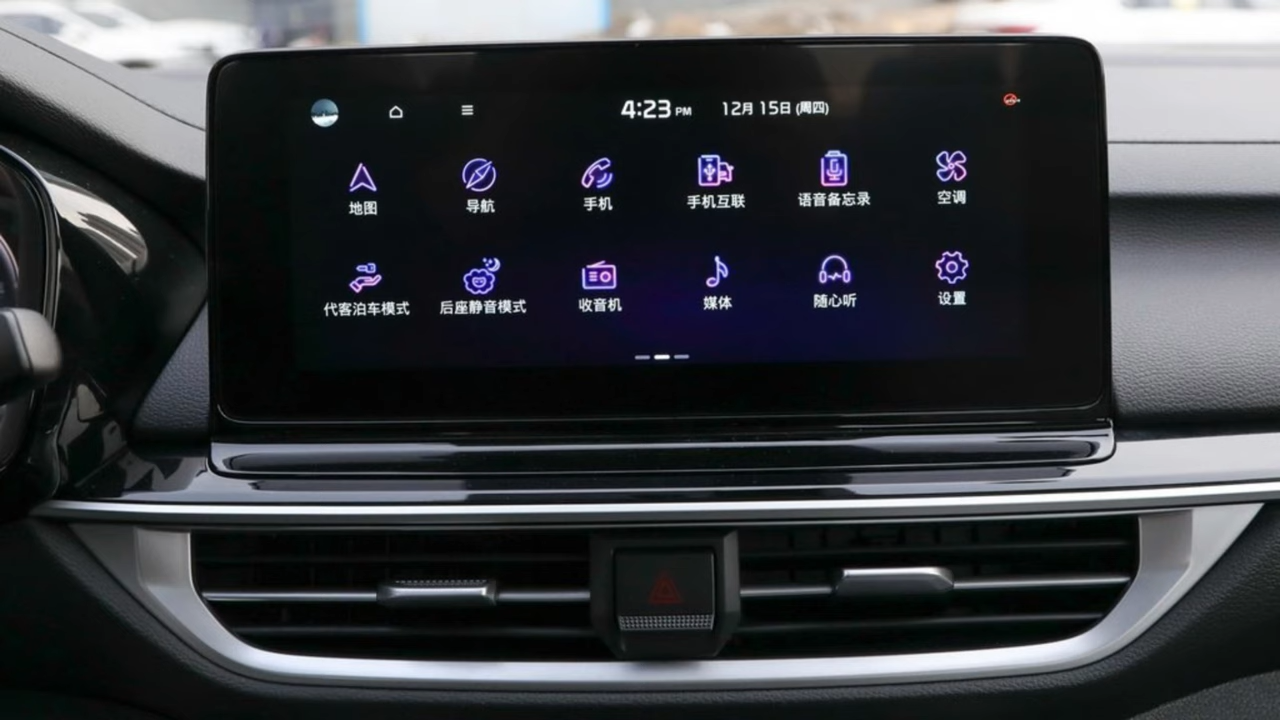 4:23 PM 12月 15日 (周四)
地图 导航 手机 手机互联 语音备忘录 空调
代客泊车模式 后座静音模式 收音机 媒体 随心听 设置